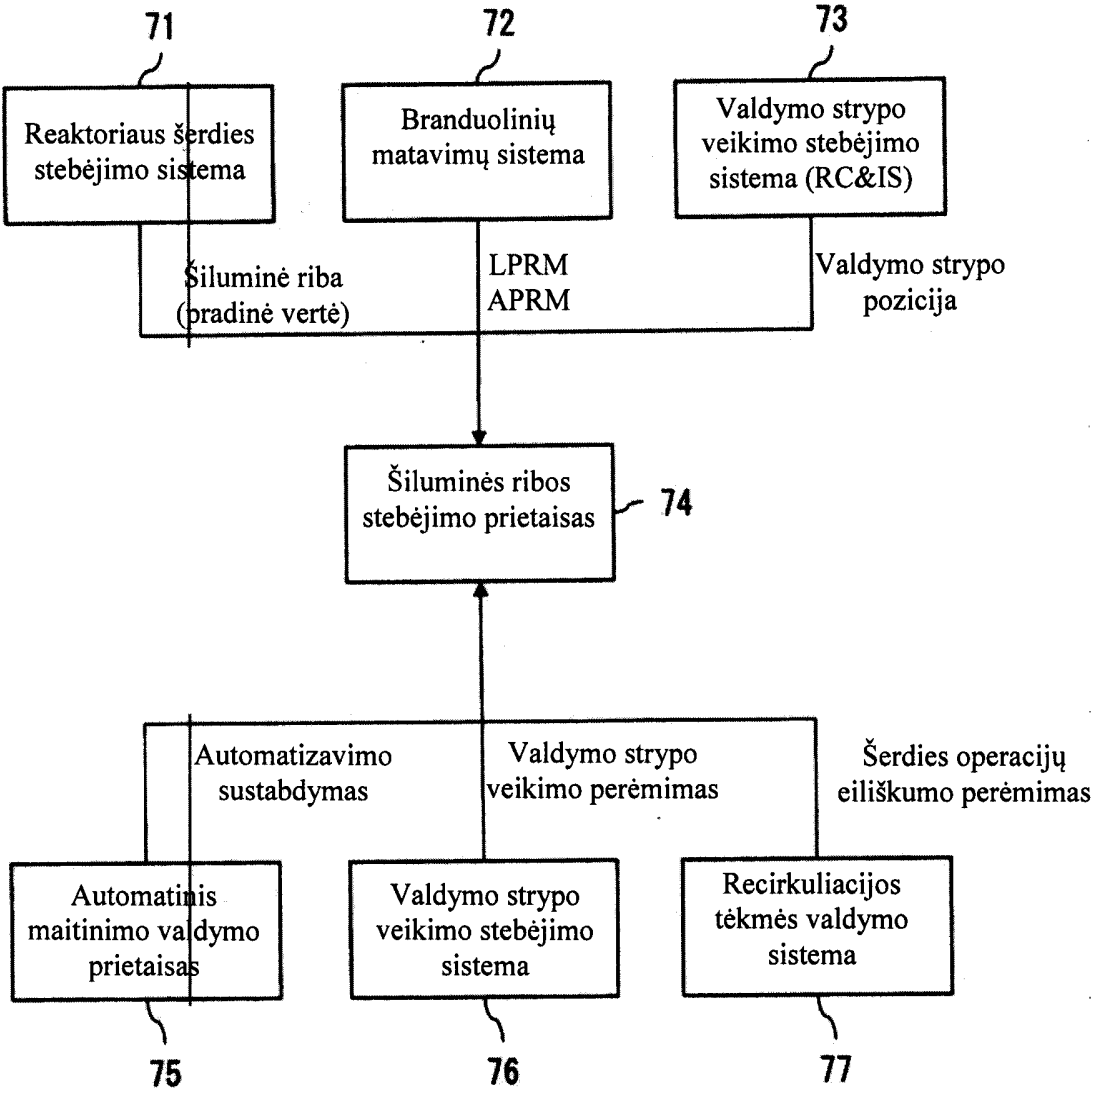 71
72
73
Reaktoriaus šerdies
stebėjimo sistema
Branduolinių
matavimų sistema
Valdymo strypo
veikimo stebėjimo
sistema (RC&IS)
Šiluminė riba
(pradinė vertė)
LPRM
APRM
Valdymo strypo
pozicija
Šiluminės ribos
stebėjimo prietaisas
74
Automatizavimo
sustabdymas
Valdymo strypo
veikimo perėmimas
Šerdies operacijų
eiliškumo perėmimas
Automatinis
maitinimo valdymo
prietaisas
Valdymo strypo
veikimo stebėjimo
sistema
Recirkuliacijos
tėkmės valdymo
sistema
75
76
77